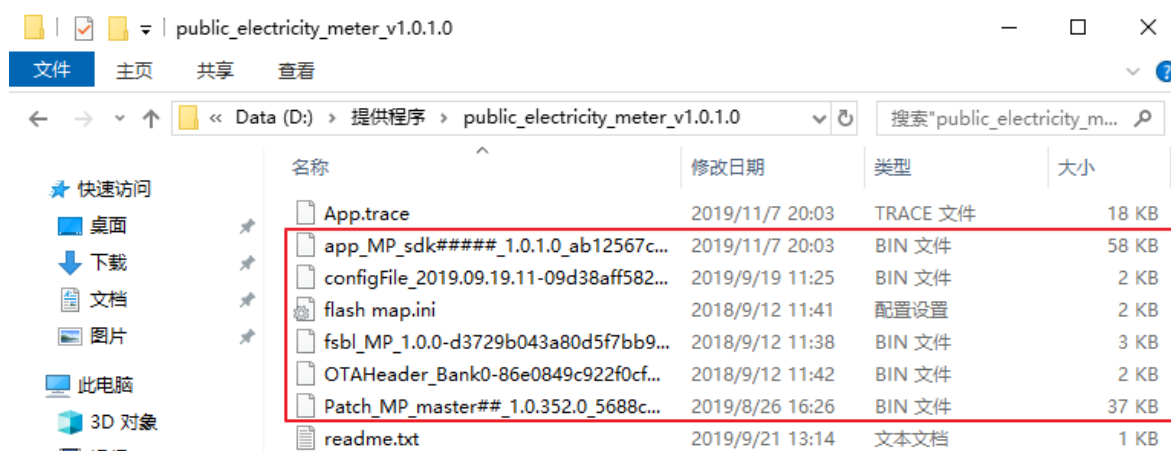 public_electricity_meter_v1.0.1.0
文件 主页 共享 查看
« Data (D:) › 提供程序 › public_electricity_meter_v1.0.1.0 搜索"public_electricity_m...
名称 修改日期 类型 大小
快速访问
App.trace 2019/11/7 20:03 TRACE 文件 18 KB
桌面
app_MP_sdk#####_1.0.1.0_ab12567c... 2019/11/7 20:03 BIN 文件 58 KB
下载
configFile_2019.09.19.11-09d38aff582... 2019/9/19 11:25 BIN 文件 2 KB
文档
flash map.ini 2018/9/12 11:41 配置设置 2 KB
图片
fsbl_MP_1.0.0-d3729b043a80d5f7bb9... 2018/9/12 11:38 BIN 文件 3 KB
此电脑
OTAHeader_Bank0-86e0849c922f0cf... 2018/9/12 11:42 BIN 文件 2 KB
3D 对象
Patch_MP_master##_1.0.352.0_5688c... 2019/8/26 16:26 BIN 文件 37 KB
readme.txt 2019/9/21 13:14 文本文档 1 KB